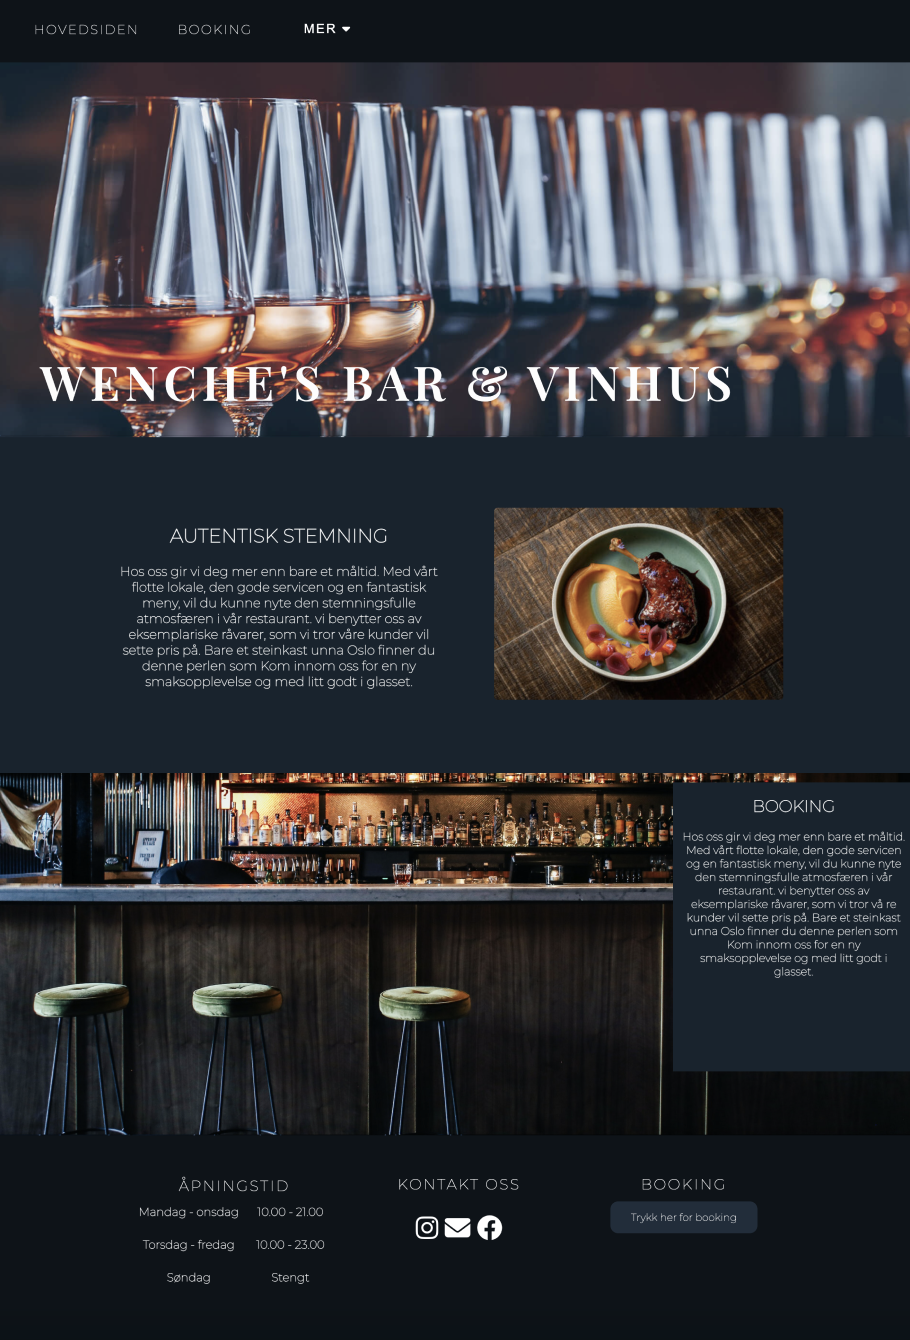 HOVEDSIDEN BOOKING MER
WENCHE'S BAR & VINHUS
AUTENTISK STEMNING
Hos oss gir vi deg mer enn bare et måltid. Med vårt
flotte lokale, den gode servicen og en fantastisk
meny, vil du kunne nyte den stemningsfulle
atmosfæren i vår restaurant. vi benytter oss av
eksemplariske råvarer, som vi tror våre kunder vil
sette pris på. Bare et steinkast unna Oslo finner du
denne perlen som Kom innom oss for en ny
smaksopplevelse og med litt godt i glasset.
BOOKING
Hos oss gir vi deg mer enn bare et måltid.
Med vårt flotte lokale, den gode servicen
og en fantastisk meny, vil du kunne nyte
den stemningsfulle atmosfæren i vår
restaurant. vi benytter oss av
eksemplariske råvarer, som vi tror vå re
kunder vil sette pris på. Bare et steinkast
unna Oslo finner du denne perlen som
Kom innom oss for en ny
smaksopplevelse og med litt godt i
glasset.
ÅPNINGSTID
Mandag - onsdag 10.00 - 21.00
Torsdag - fredag 10.00 - 23.00
Søndag Stengt
KONTAKT OSS
BOOKING
Trykk her for booking